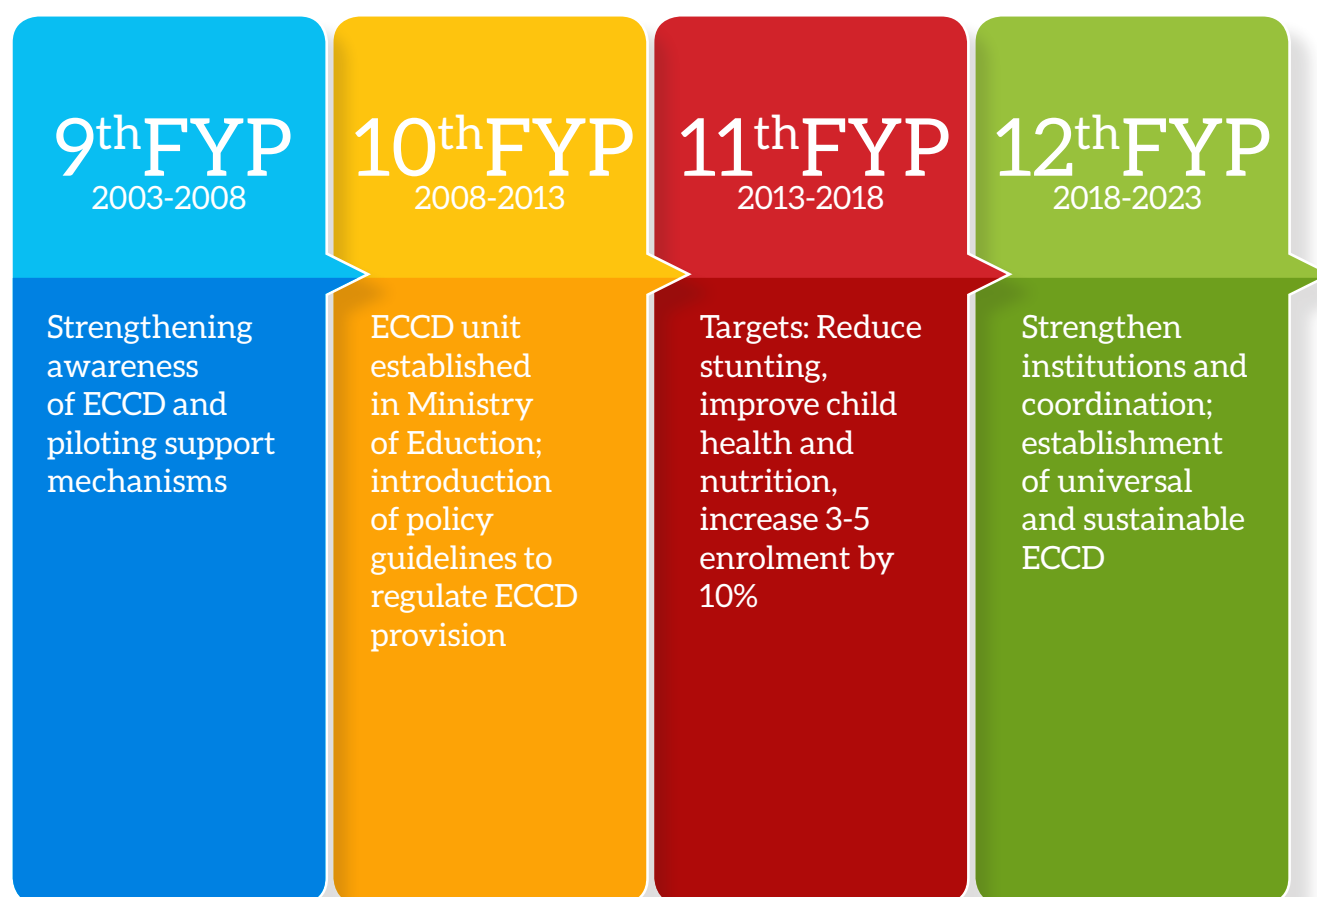 9thFYP
2003-2008
Strengthening
awareness
of ECCD and
piloting support
mechanisms
10thFYP
2008-2013
ECCD unit
established
in Ministry
of Eduction;
introduction
of policy
guidelines to
regulate ECCD
provision
11thFYP
2013-2018
Targets: Reduce
stunting,
improve child
health and
nutrition,
increase 3-5
enrolment by
10%
12thFYP
2018-2023
Strengthen
institutions and
coordination;
establishment
of universal
and sustainable
ECCD